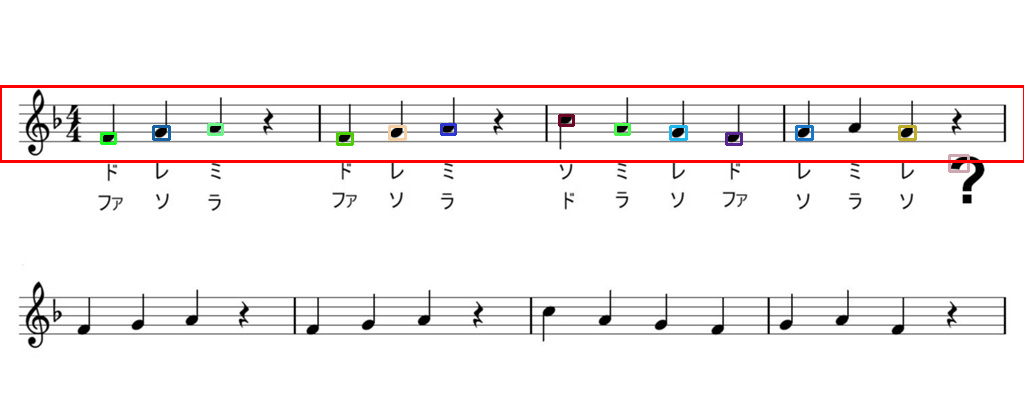 4
4
ド レ ミ ド レ ミ ソ ミ レ ド レ ミ レ ?
ファ ソ ラ ファ ソ ラ ド ラ ソ ファ ソ ラ ソ